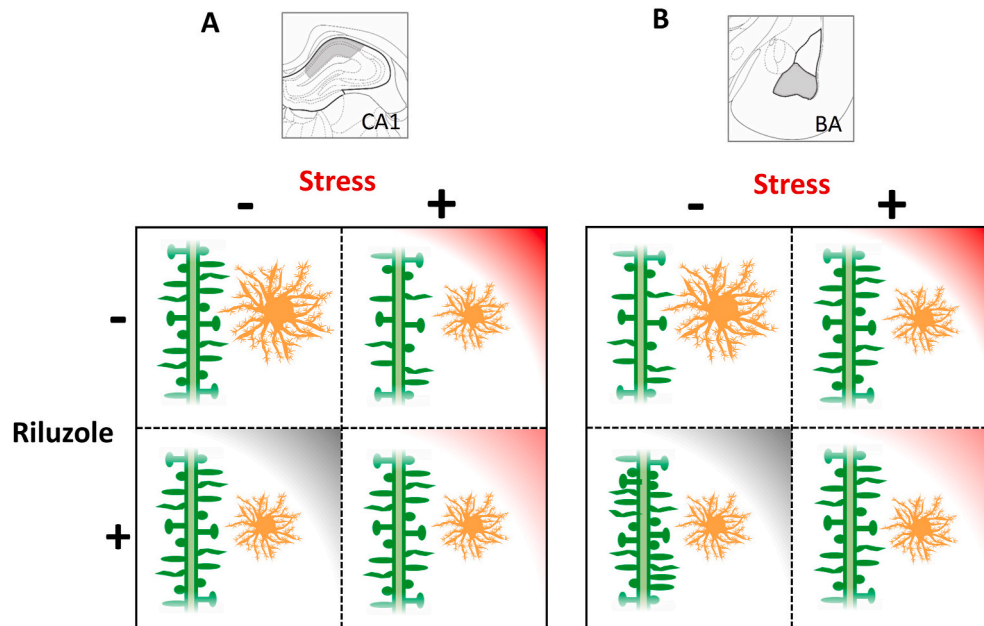 A
B
CA1
BA
Stress
Stress
- +
- +
-
Riluzole
+